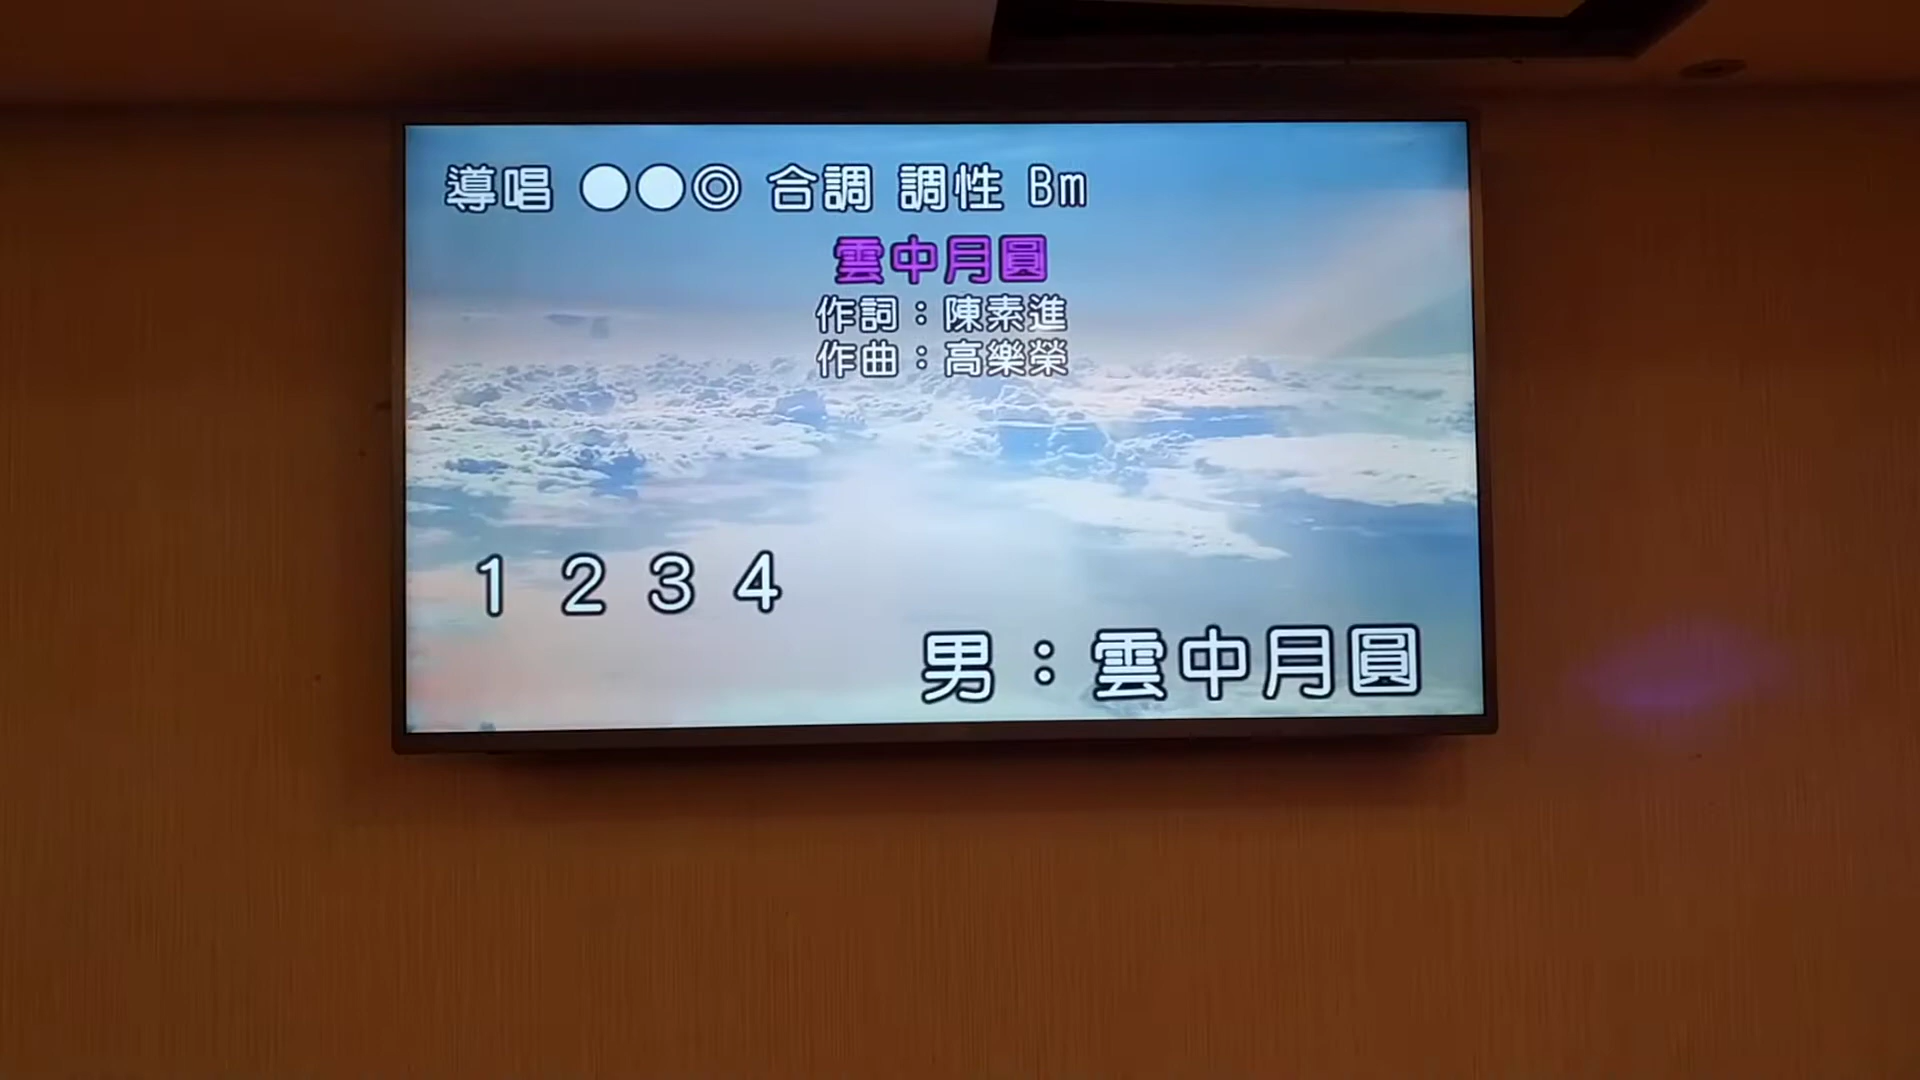 導唱 ●●◎ 合調 調性 Bm
雲中月圓
作詞：陳素進
作曲：高樂榮
1 2 3 4
男：雲中月圓